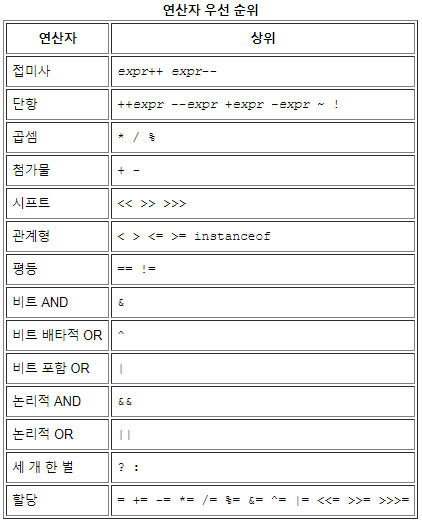 연산자 우선 순위
연산자 상위
접미사 expr++ expr--
단항 ++expr --expr +expr -expr ~ !
곱셈 * / %
첨가물 + -
시프트 << >> >>>
관계형 < > <= >= instanceof
평등 == !=
비트 AND &
비트 배타적 OR ^
비트 포함 OR |
논리적 AND &&
논리적 OR ||
세 개 한 벌 ? :
할당 = += -= *= /= %= &= ^= |= <<= >>= >>>=